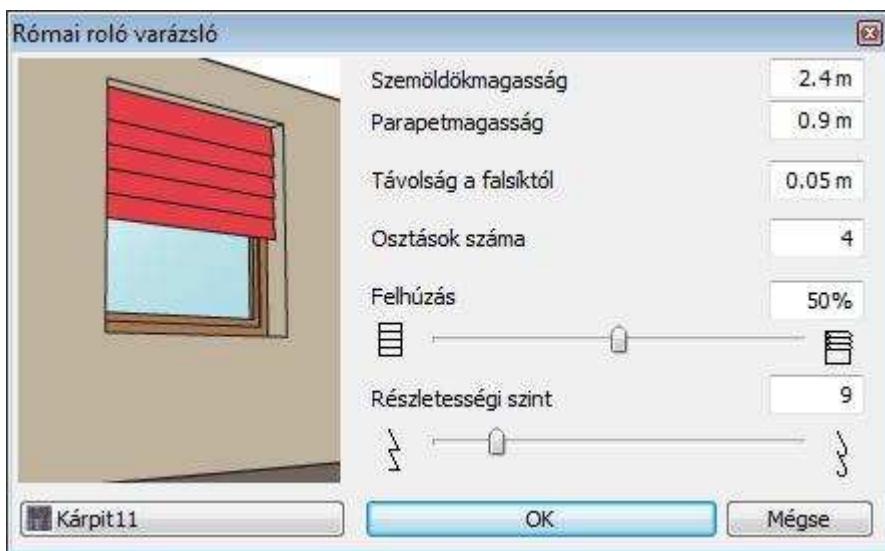 Római roló varázsló
Szemöldökmagasság 2.4 m
Parapetmagasság 0.9 m
Távolság a falsíktól 0.05 m
Osztások száma 4
Felhúzás 50%
Részletességi szint 9
Kárpit11 OK Mégse